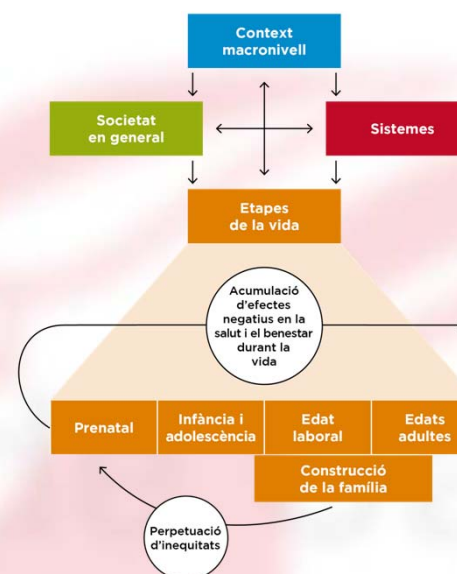 Context
macronivell
Societat
en general
Sistemes
Etapes
de la vida
Acumulació
d'efectes
negatius en la
salut i el benestar
durant la
vida
Prenatal
Infància i
adolescència
Edat
laboral
Edats
adultes
Construcció
de la família
Perpetuació
d'inequitats